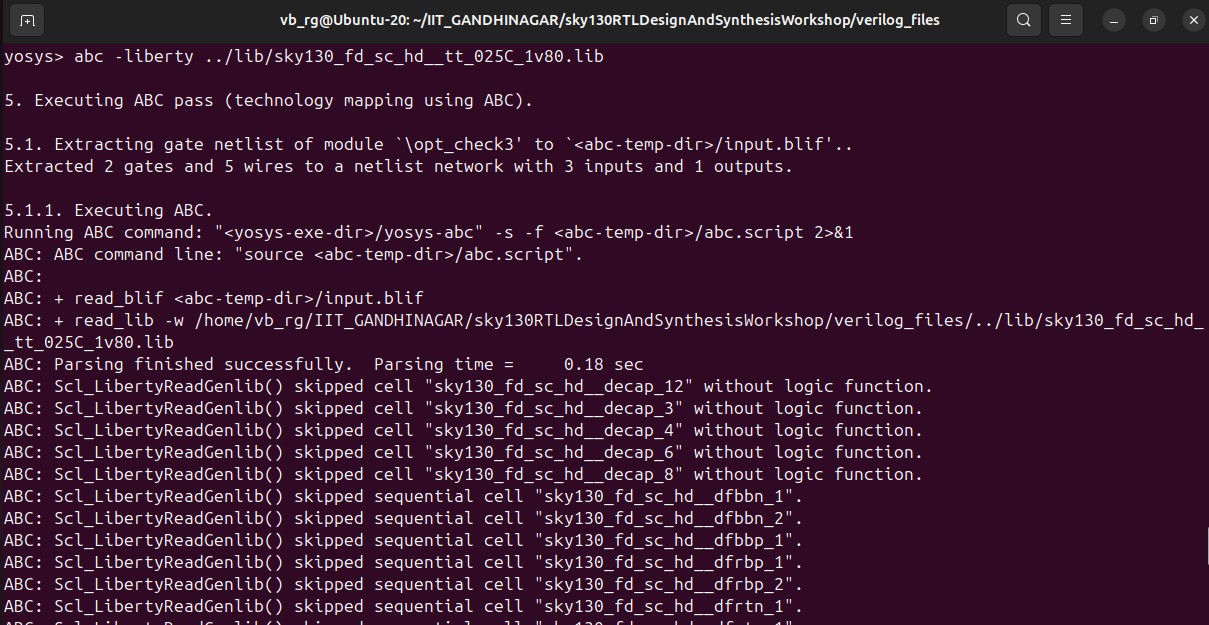 vb_rg@Ubuntu-20: ~/IIT_GANDHINAGAR/sky130RTLDesignAndSynthesisWorkshop/verilog_files
yosys> abc -liberty ../lib/sky130_fd_sc_hd__tt_025C_1v80.lib
5. Executing ABC pass (technology mapping using ABC).
5.1. Extracting gate netlist of module `\opt_check3' to `<abc-temp-dir>/input.blif'..
Extracted 2 gates and 5 wires to a netlist network with 3 inputs and 1 outputs.
5.1.1. Executing ABC.
Running ABC command: "<yosys-exe-dir>/yosys-abc" -s -f <abc-temp-dir>/abc.script 2>&1
ABC: ABC command line: "source <abc-temp-dir>/abc.script".
ABC:
ABC: + read_blif <abc-temp-dir>/input.blif
ABC: + read_lib -w /home/vb_rg/IIT_GANDHINAGAR/sky130RTLDesignAndSynthesisWorkshop/verilog_files/../lib/sky130_fd_sc_hd_
_tt_025C_1v80.lib
ABC: Parsing finished successfully.  Parsing time =     0.18 sec
ABC: Scl_LibertyReadGenlib() skipped cell "sky130_fd_sc_hd__decap_12" without logic function.
ABC: Scl_LibertyReadGenlib() skipped cell "sky130_fd_sc_hd__decap_3" without logic function.
ABC: Scl_LibertyReadGenlib() skipped cell "sky130_fd_sc_hd__decap_4" without logic function.
ABC: Scl_LibertyReadGenlib() skipped cell "sky130_fd_sc_hd__decap_6" without logic function.
ABC: Scl_LibertyReadGenlib() skipped cell "sky130_fd_sc_hd__decap_8" without logic function.
ABC: Scl_LibertyReadGenlib() skipped sequential cell "sky130_fd_sc_hd__dfbbn_1".
ABC: Scl_LibertyReadGenlib() skipped sequential cell "sky130_fd_sc_hd__dfbbn_2".
ABC: Scl_LibertyReadGenlib() skipped sequential cell "sky130_fd_sc_hd__dfbbp_1".
ABC: Scl_LibertyReadGenlib() skipped sequential cell "sky130_fd_sc_hd__dfrbp_1".
ABC: Scl_LibertyReadGenlib() skipped sequential cell "sky130_fd_sc_hd__dfrbp_2".
ABC: Scl_LibertyReadGenlib() skipped sequential cell "sky130_fd_sc_hd__dfrtn_1".